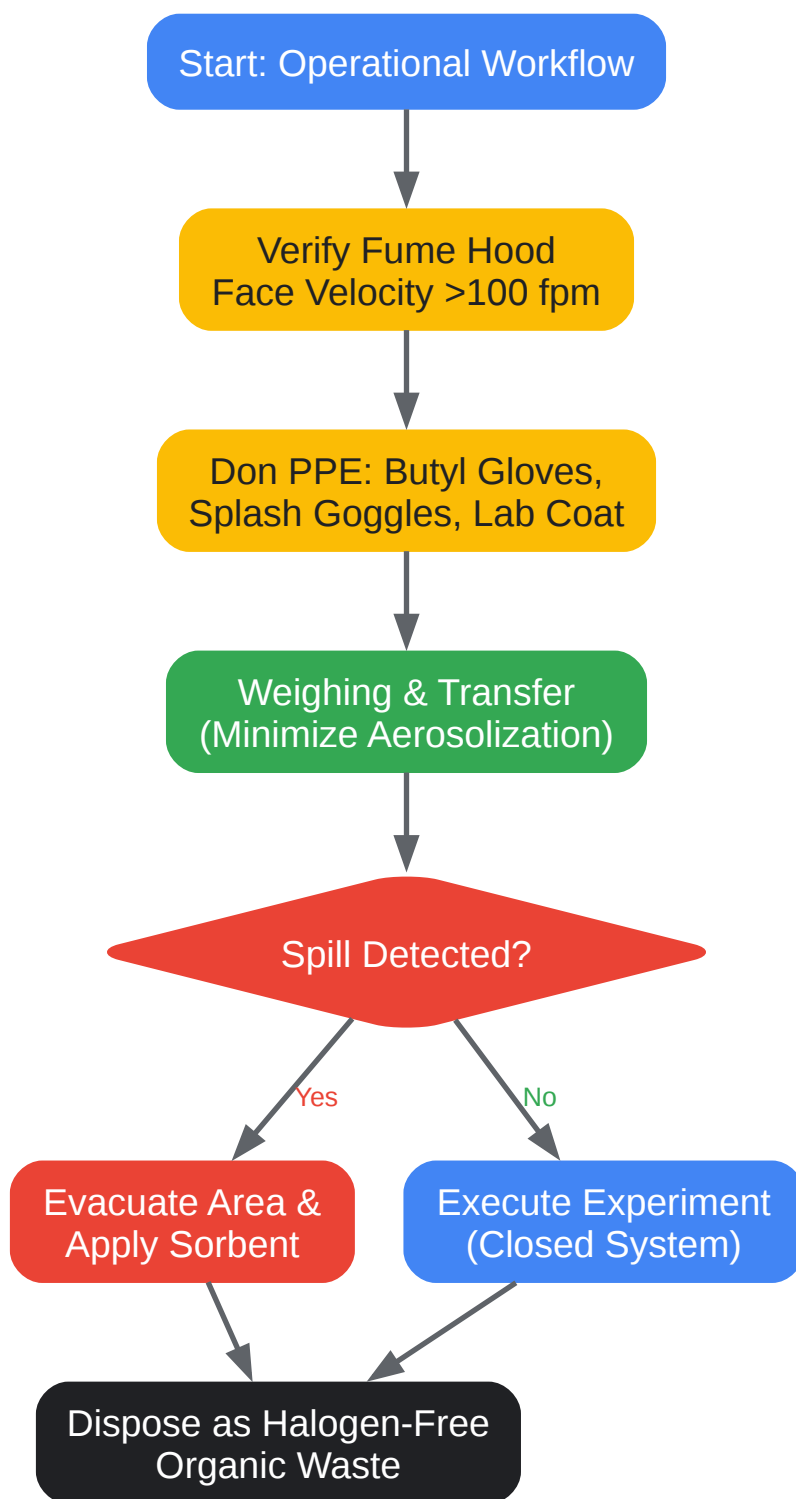 Start: Operational Workflow
Verify Fume Hood
Face Velocity >100 fpm
Don PPE: Butyl Gloves,
Splash Goggles, Lab Coat
Weighing & Transfer
(Minimize Aerosolization)
Spill Detected?
Yes
No
Evacuate Area &
Apply Sorbent
Execute Experiment
(Closed System)
Dispose as Halogen-Free
Organic Waste